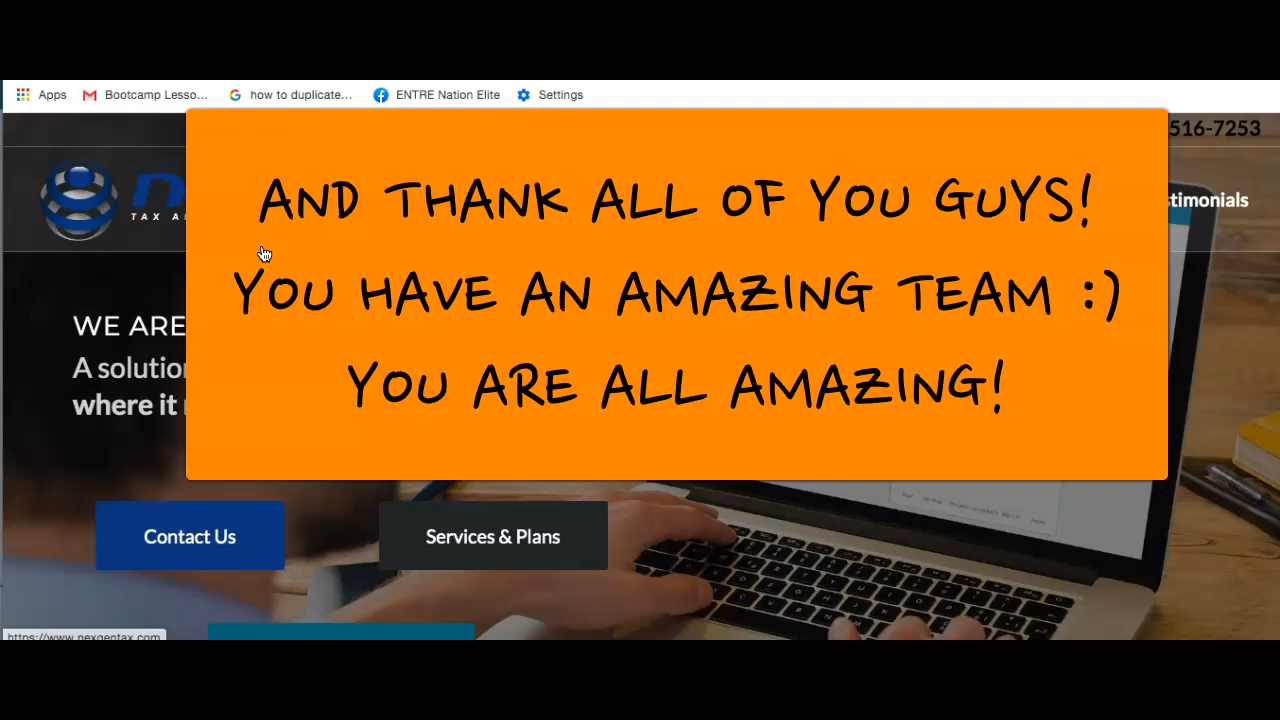 Apps Bootcamp Lesso... how to duplicate... ENTRE Nation Elite Settings
516-7253
TAX
timonials
AND THANK ALL OF YOU GUYS!
YOU HAVE AN AMAZING TEAM :)
YOU ARE ALL AMAZING!
WE ARE
A solution
where it
Contact Us Services & Plans
https://www.nexgentax.com